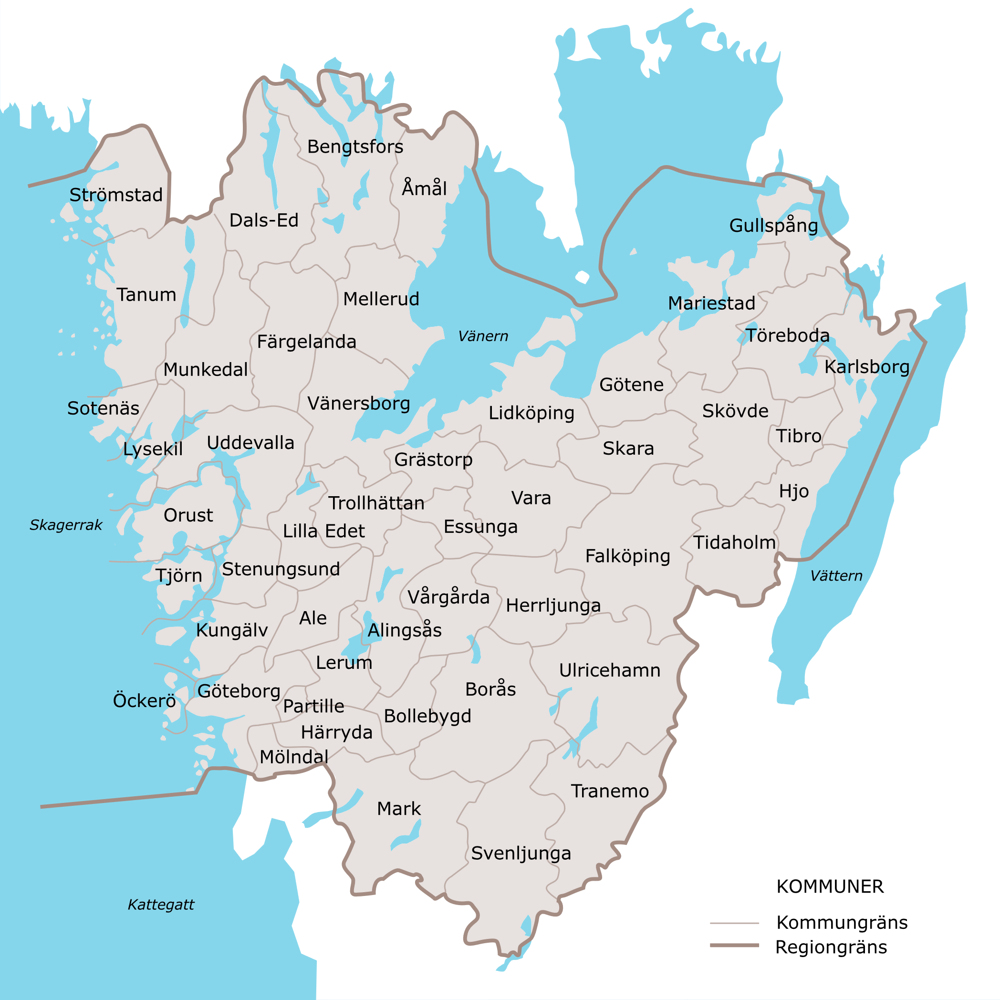 Bengtsfors
Åmål
Strömstad
Dals-Ed
Gullspång
Tanum
Mellerud
Mariestad
Vänern
Töreboda
Färgelanda
Karlsborg
Munkedal
Götene
Vänersborg
Sotenäs
Lidköping
Skövde
Tibro
Uddevalla
Lysekil
Skara
Grästorp
Hjo
Vara
Trollhättan
Orust
Skagerrak
Essunga
Lilla Edet
Tidaholm
Falköping
Stenungsund
Tjörn
Vättern
Vårgårda
Herrljunga
Ale
Kungälv
Alingsås
Lerum
Ulricehamn
Borås
Göteborg
Öckerö
Partille
Bollebygd
Härryda
Mölndal
Tranemo
Mark
Svenljunga
Kattegatt
KOMMUNER
Kommungräns
Regiongräns